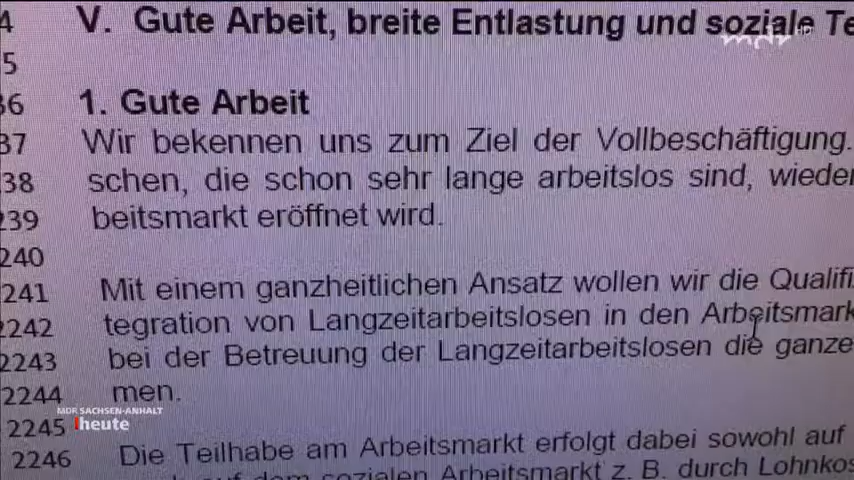 4 V. Gute Arbeit, breite Entlastung und soziale Te
5
36 1. Gute Arbeit
37 Wir bekennen uns zum Ziel der Vollbeschäftigung.
38 schen, die schon sehr lange arbeitslos sind, wieder
239 beitsmarkt eröffnet wird.
240
241 Mit einem ganzheitlichen Ansatz wollen wir die Qualifi
2242 tegration von Langzeitarbeitslosen in den Arbeitsmark
2243 bei der Betreuung der Langzeitarbeitslosen die ganze
2244 men.
2245
2246 Die Teilhabe am Arbeitsmarkt erfolgt dabei sowohl auf
auf dem sozialen Arbeitsmarkt z. B. durch Lohnkos
mdr HD
MDR SACHSEN-ANHALT
heute